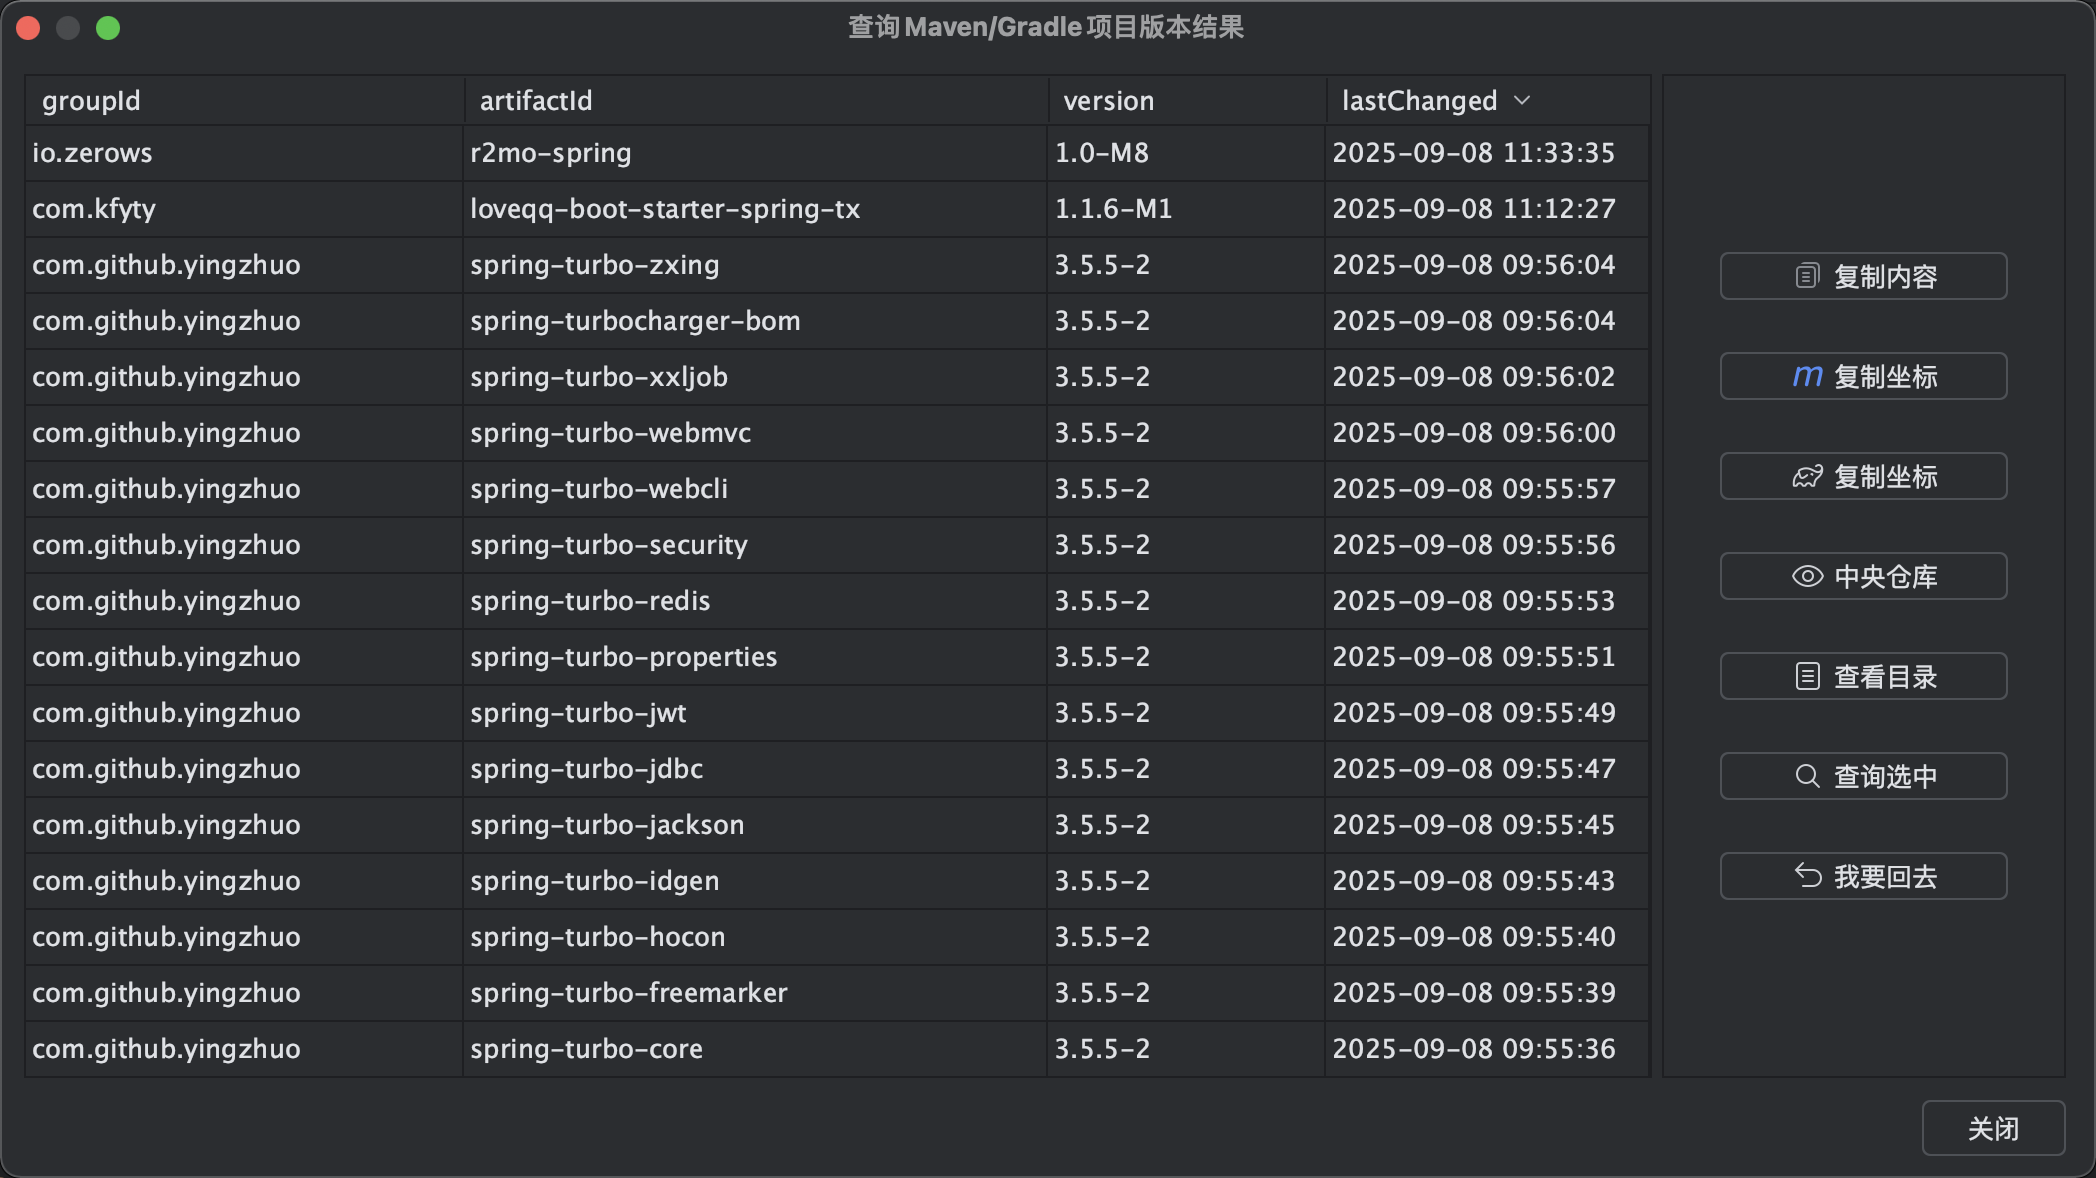 查询Maven/Gradle项目版本结果
groupId artifactId version lastChanged
io.zerows r2mo-spring 1.0-M8 2025-09-08 11:33:35
com.kfyty loveqq-boot-starter-spring-tx 1.1.6-M1 2025-09-08 11:12:27
com.github.yingzhuo spring-turbo-zxing 3.5.5-2 2025-09-08 09:56:04
com.github.yingzhuo spring-turbocharger-bom 3.5.5-2 2025-09-08 09:56:04
com.github.yingzhuo spring-turbo-xxljob 3.5.5-2 2025-09-08 09:56:02
com.github.yingzhuo spring-turbo-webmvc 3.5.5-2 2025-09-08 09:56:00
com.github.yingzhuo spring-turbo-webcli 3.5.5-2 2025-09-08 09:55:57
com.github.yingzhuo spring-turbo-security 3.5.5-2 2025-09-08 09:55:56
com.github.yingzhuo spring-turbo-redis 3.5.5-2 2025-09-08 09:55:53
com.github.yingzhuo spring-turbo-properties 3.5.5-2 2025-09-08 09:55:51
com.github.yingzhuo spring-turbo-jwt 3.5.5-2 2025-09-08 09:55:49
com.github.yingzhuo spring-turbo-jdbc 3.5.5-2 2025-09-08 09:55:47
com.github.yingzhuo spring-turbo-jackson 3.5.5-2 2025-09-08 09:55:45
com.github.yingzhuo spring-turbo-idgen 3.5.5-2 2025-09-08 09:55:43
com.github.yingzhuo spring-turbo-hocon 3.5.5-2 2025-09-08 09:55:40
com.github.yingzhuo spring-turbo-freemarker 3.5.5-2 2025-09-08 09:55:39
com.github.yingzhuo spring-turbo-core 3.5.5-2 2025-09-08 09:55:36
复制内容
m 复制坐标
复制坐标
中央仓库
查看目录
查询选中
我要回去
关闭